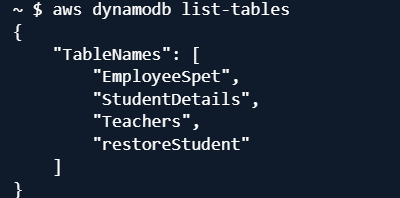 ~ $ aws dynamodb list-tables
{
    "TableNames": [
        "EmployeeSpet",
        "StudentDetails",
        "Teachers",
        "restoreStudent"
    ]
}